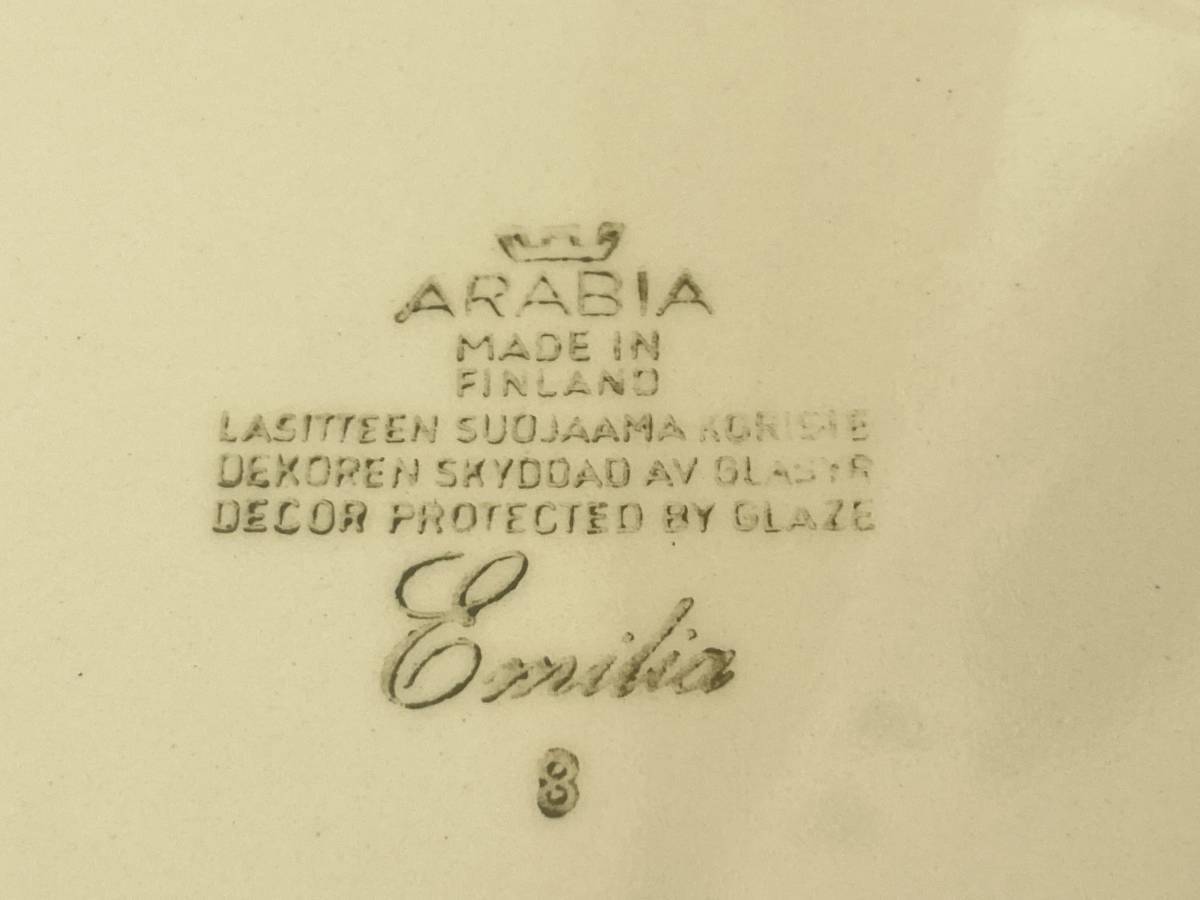 ARABIA
MADE IN
FINLAND
LASITTEEN SUOJAAMA KORISTE
DEKOREN SKYDDAD AV GLASYR
DECOR PROTECTED BY GLAZE
Emilia
8